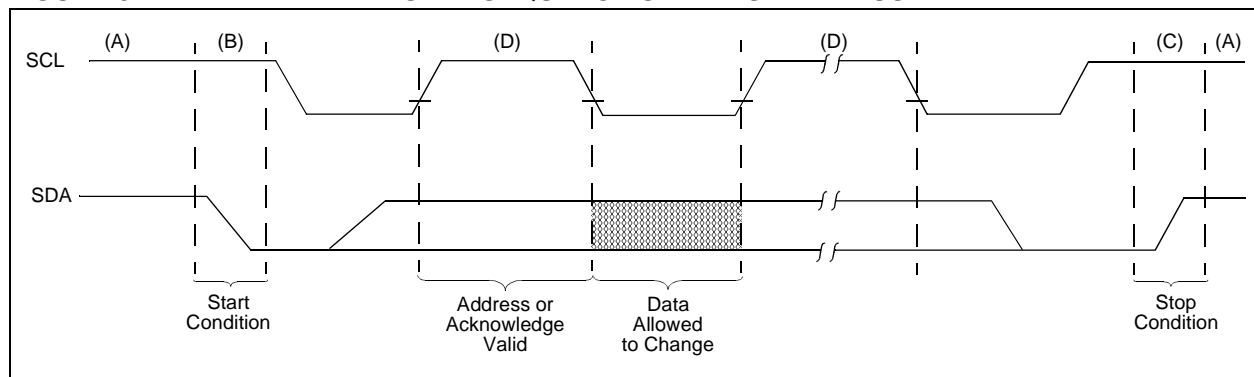 (A)
(B)
(D)
(D)
(C)
(A)
SCL
SDA
Start
Condition
Address or
Acknowledge
Valid
Data
Allowed
to Change
Stop
Condition